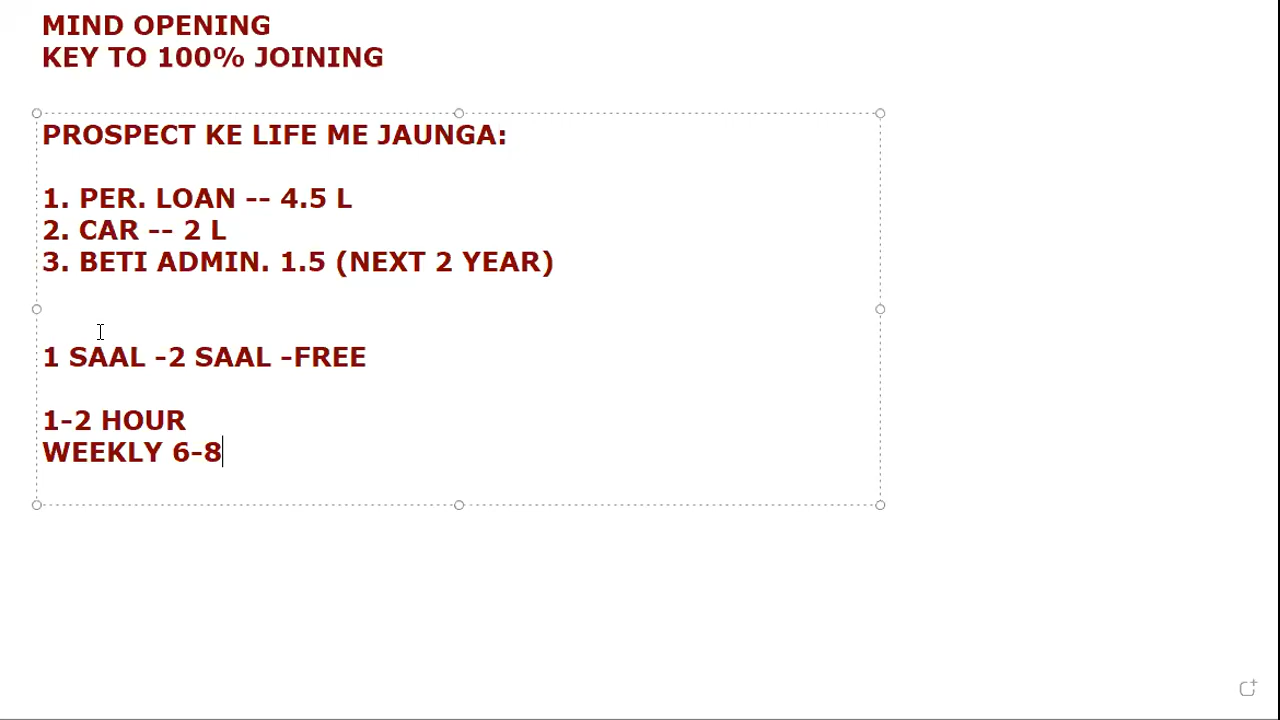 MIND OPENING
KEY TO 100% JOINING
PROSPECT KE LIFE ME JAUNGA:
1. PER. LOAN -- 4.5 L
2. CAR -- 2 L
3. BETI ADMIN. 1.5 (NEXT 2 YEAR)
1 SAAL -2 SAAL -FREE
1-2 HOUR
WEEKLY 6-8